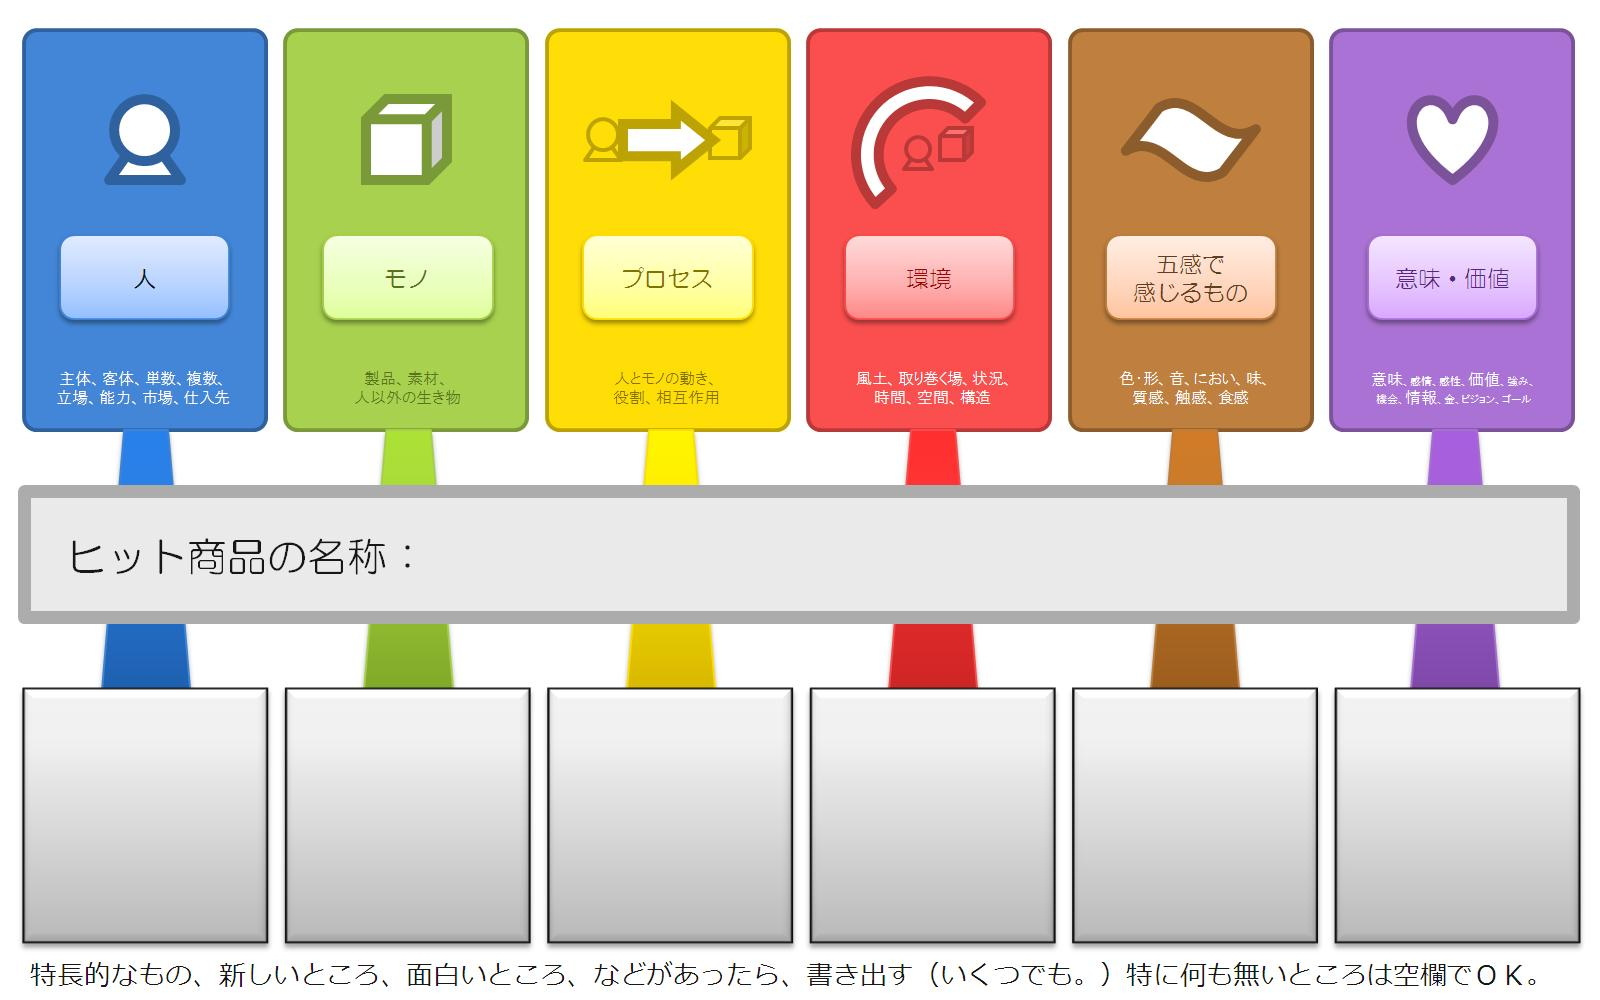 人
モノ
プロセス
環境
五感で
感じるもの
意味・価値
主体、客体、単数、複数、
立場、能力、市場、仕入先
製品、素材、
人以外の生き物
人とモノの動き、
役割、相互作用
風土、取り巻く場、状況、
時間、空間、構造
色・形、音、におい、味、
質感、触感、食感
意味、感情、感性、価値、強み、
機会、情報、金、ビジョン、ゴール
ヒット商品の名称：
特長的なもの、新しいところ、面白いところ、などがあったら、書き出す（いくつでも。）特に何も無いところは空欄でＯＫ。